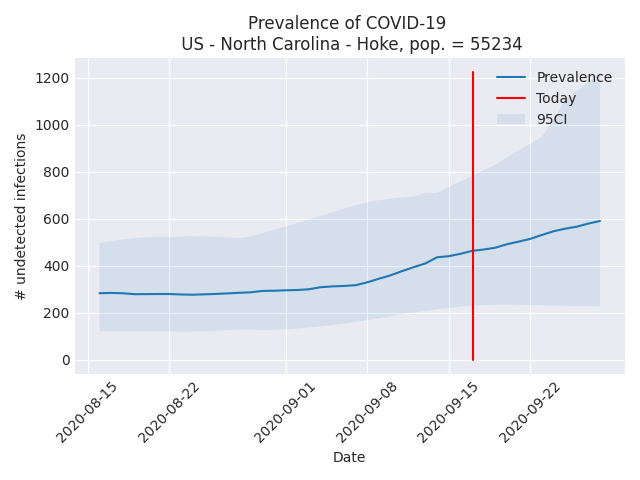 Prevalence of COVID-19
US - North Carolina - Hoke, pop. = 55234
1200
1000
800
600
400
200
0
# undetected infections
Prevalence
Today
95CI
2020-08-15
2020-08-22
2020-09-01
2020-09-08
2020-09-15
2020-09-22
Date